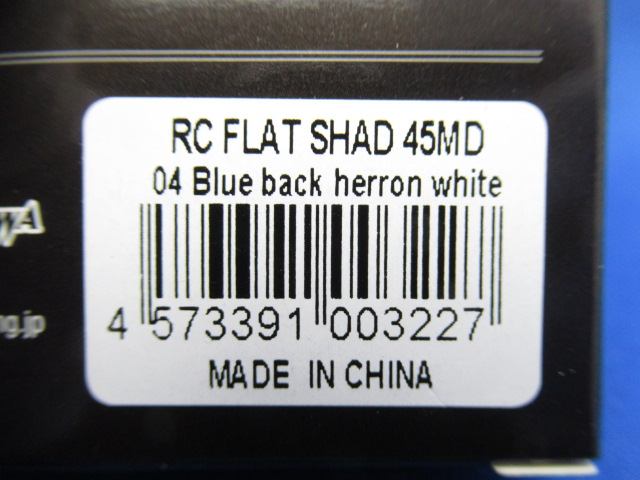 RC FLAT SHAD 45MD
04 Blue back herron white
4 573391 003227
MADE IN CHINA